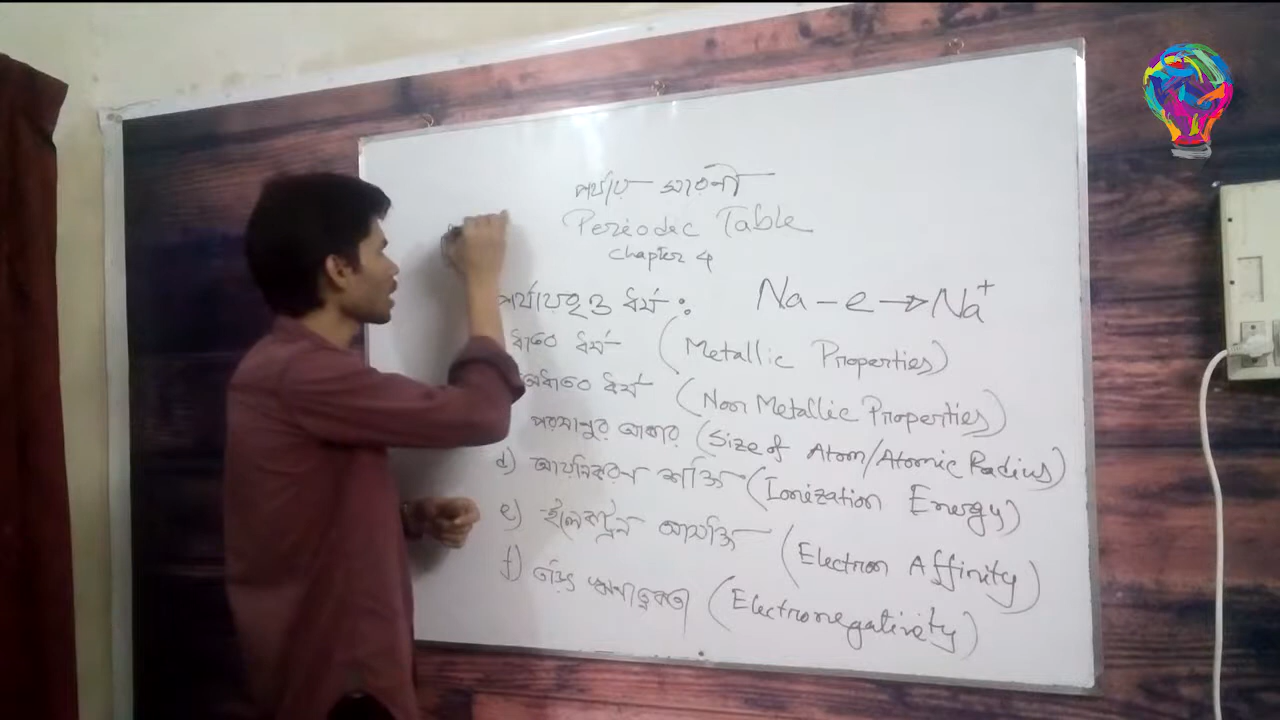 পর্যায় সারণী
Periodic Table
Chapter 4
পর্যায়বৃত্ত ধর্ম :
Na - e → Na+
ধাতব ধর্ম (Metallic Properties)
অধাতব ধর্ম (Non Metallic Properties)
পরমানুর আকার (Size of Atom/Atomic Radius)
d) আয়নিকরণ শক্তি (Ionization Energy)
e) ইলেকট্রন আসক্তি (Electron Affinity)
f) তড়িৎ ঋণাত্বকতা (Electronegativity)